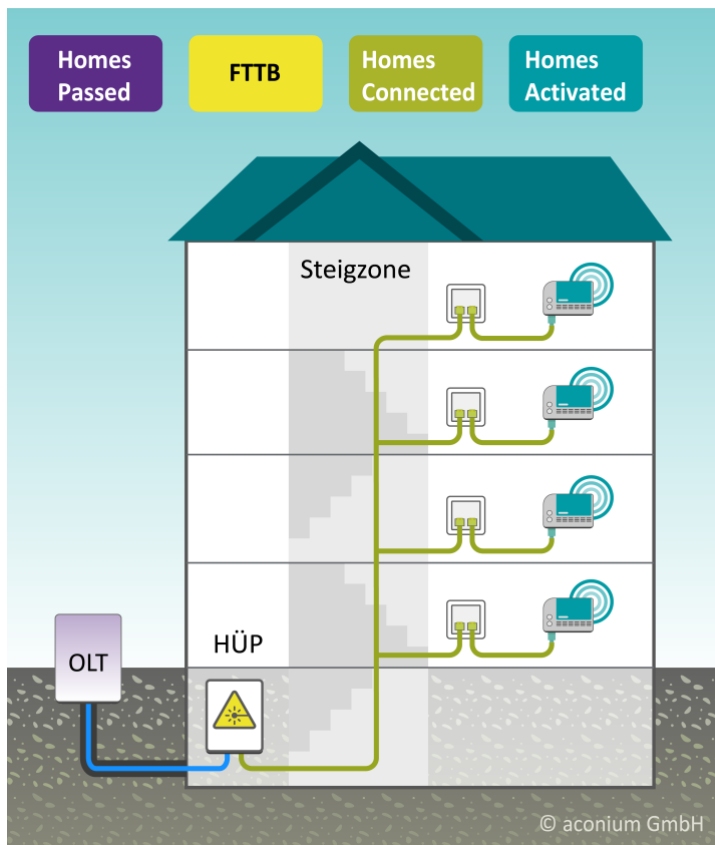 Homes
Passed
FTTB
Homes
Connected
Homes
Activated
Steigzone
HÜP
OLT
© aconium GmbH